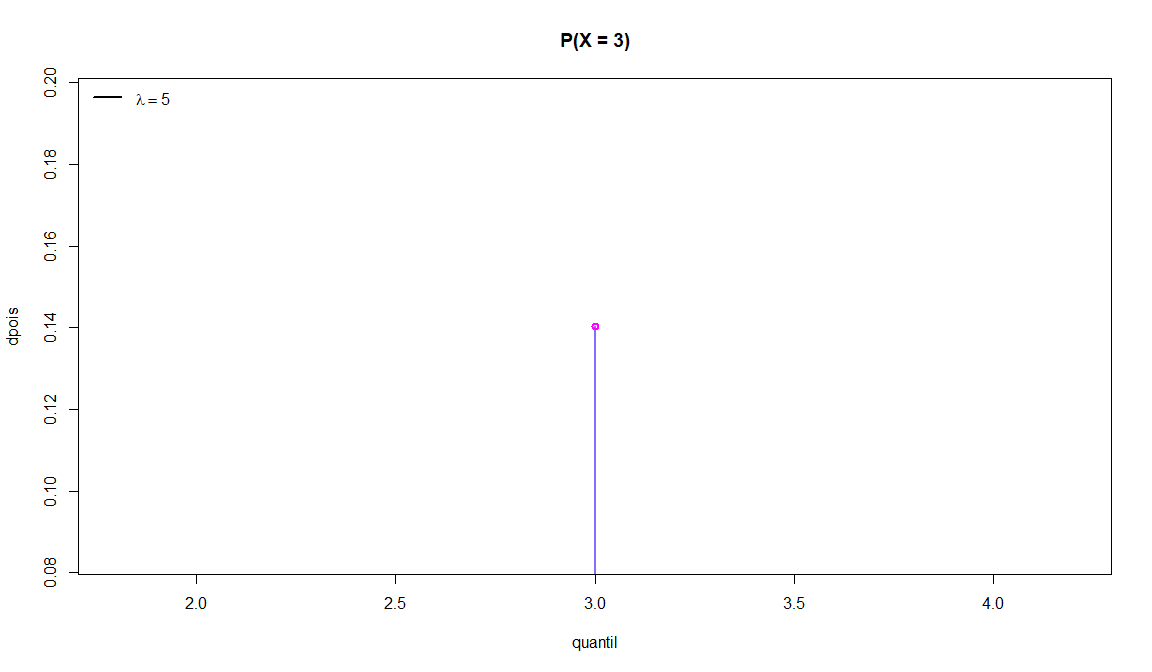 P(X = 3)
λ = 5
dpois
0.20
0.18
0.16
0.14
0.12
0.10
0.08
2.0 2.5 3.0 3.5 4.0
quantil